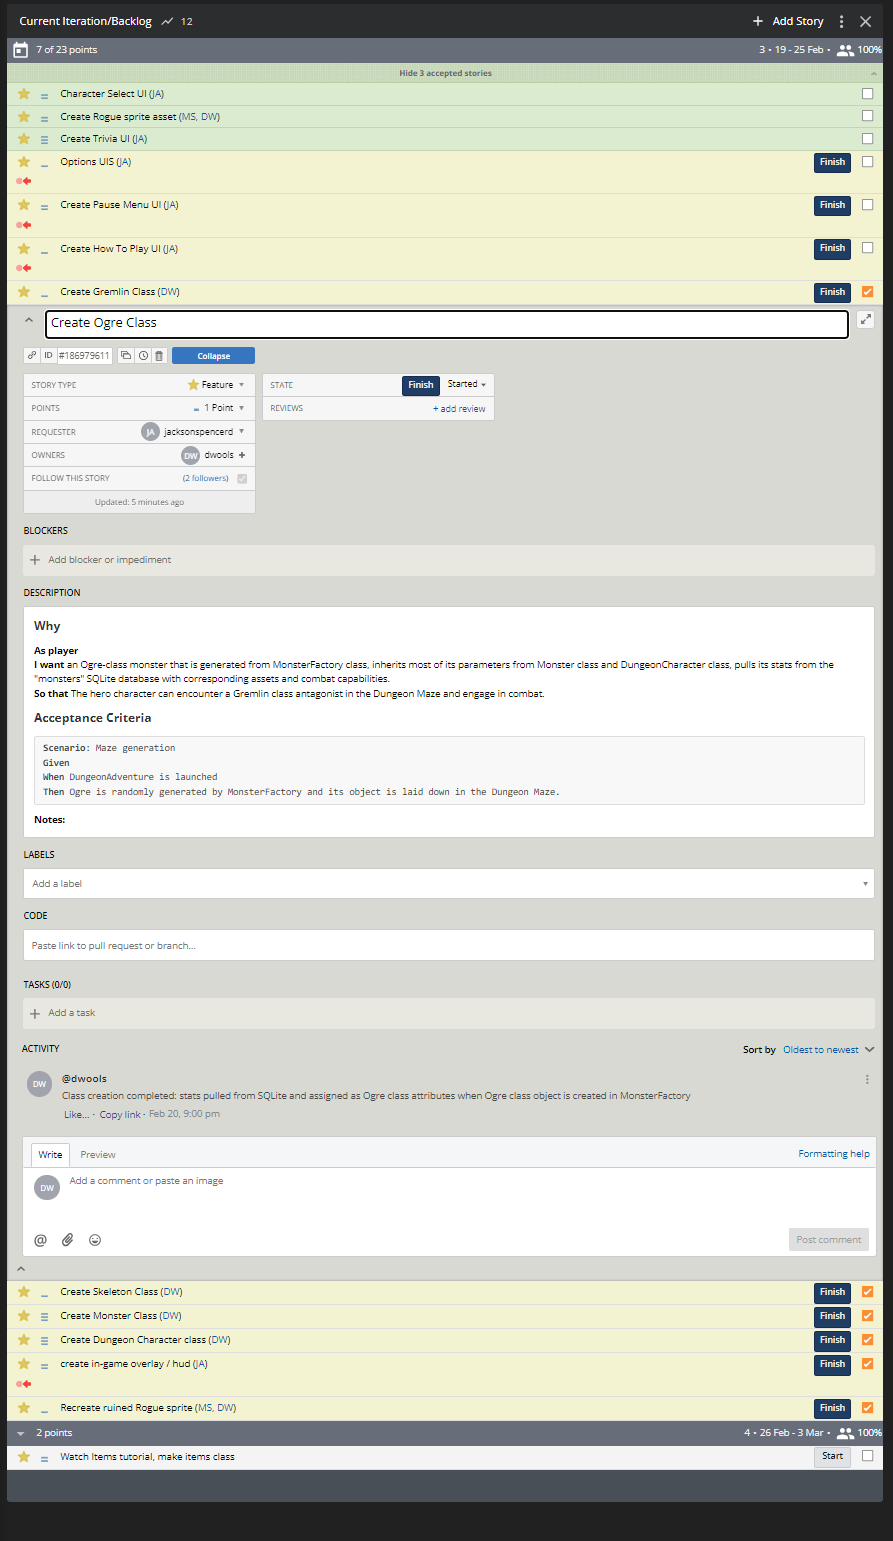 Current Iteration/Backlog 12 + Add Story
7 of 23 points 3 • 19 - 25 Feb • 100%
Hide 3 accepted stories
Character Select UI (JA)
Create Rogue sprite asset (MS, DW)
Create Trivia UI (JA)
Options UIS (JA) Finish
Create Pause Menu UI (JA) Finish
Create How To Play UI (JA) Finish
Create Gremlin Class (DW) Finish
Create Ogre Class
ID #186979611 Collapse
STORY TYPE Feature STATE Finish Started
POINTS 1 Point REVIEWS + add review
REQUESTER JA jacksonspencerd
OWNERS DW dwools +
FOLLOW THIS STORY (2 followers)
Updated: 5 minutes ago
BLOCKERS
+ Add blocker or impediment
DESCRIPTION
Why
As player
I want an Ogre-class monster that is generated from MonsterFactory class, inherits most of its parameters from Monster class and DungeonCharacter class, pulls its stats from the
"monsters" SQLite database with corresponding assets and combat capabilities.
So that The hero character can encounter a Gremlin class antagonist in the Dungeon Maze and engage in combat.
Acceptance Criteria
Scenario: Maze generation
Given
When DungeonAdventure is launched
Then Ogre is randomly generated by MonsterFactory and its object is laid down in the Dungeon Maze.
Notes:
LABELS
Add a label
CODE
Paste link to pull request or branch...
TASKS (0/0)
+ Add a task
ACTIVITY Sort by Oldest to newest
DW @dwools
Class creation completed: stats pulled from SQLite and assigned as Ogre class attributes when Ogre class object is created in MonsterFactory
Like... • Copy link • Feb 20, 9:00 pm
Write Preview Formatting help
DW Add a comment or paste an image
@ Post comment
Create Skeleton Class (DW) Finish
Create Monster Class (DW) Finish
Create Dungeon Character class (DW) Finish
create in-game overlay / hud (JA) Finish
Recreate ruined Rogue sprite (MS, DW) Finish
2 points 4 • 26 Feb - 3 Mar • 100%
Watch Items tutorial, make items class Start